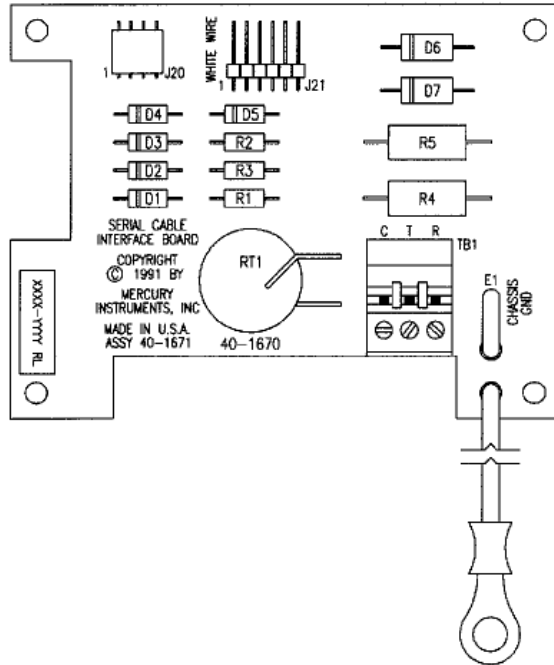 1
J20
WHITE WIRE
1
J21
D6
D7
D4
D5
D3
R2
D2
R3
D1
R1
R5
R4
SERIAL CABLE
INTERFACE BOARD
COPYRIGHT
© 1991 BY
MERCURY
INSTRUMENTS, INC
MADE IN U.S.A.
ASSY 40-1671
RT1
40-1670
C T R
TB1
E1
CHASSIS
GND
XXXX-YYYY RL